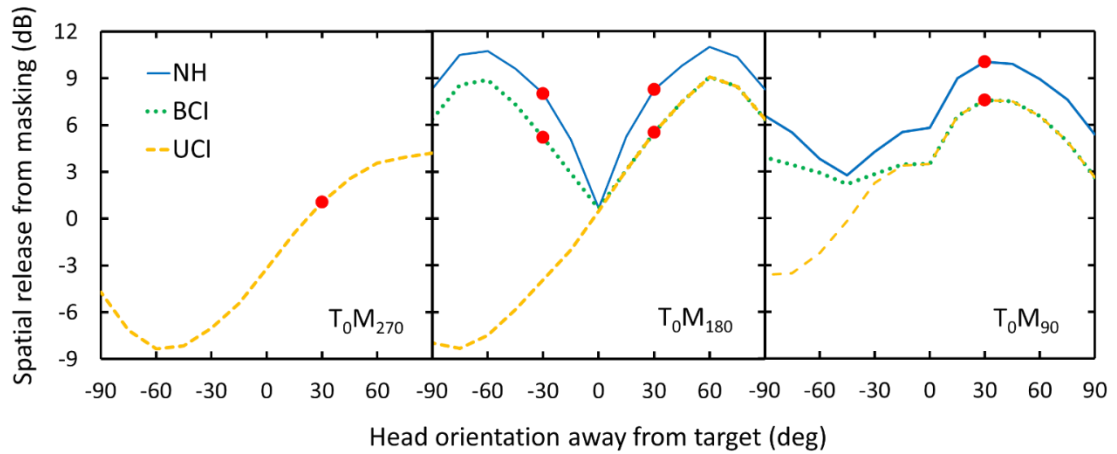 Spatial release from masking (dB)
12
9
6
3
0
-3
-6
-9
NH
BCI
UCI
T₀M₂₇₀
T₀M₁₈₀
T₀M₉₀
-90 -60 -30 0 30 60 -90 -60 -30 0 30 60 -90 -60 -30 0 30 60 90
Head orientation away from target (deg)